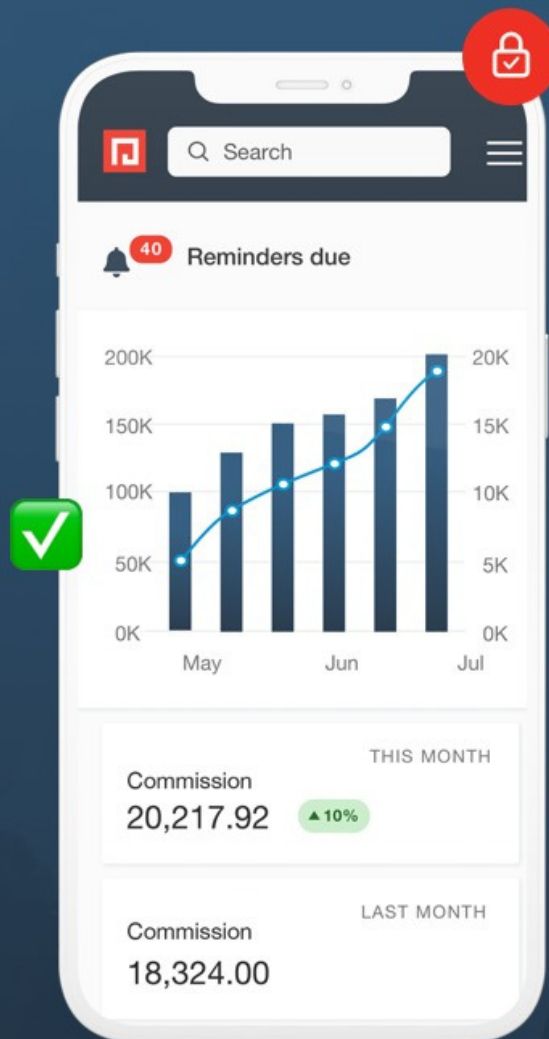 Search
40 Reminders due
200K 20K
150K 15K
100K 10K
50K 5K
0K 0K
May Jun Jul
THIS MONTH
Commission
20,217.92 ▲10%
LAST MONTH
Commission
18,324.00